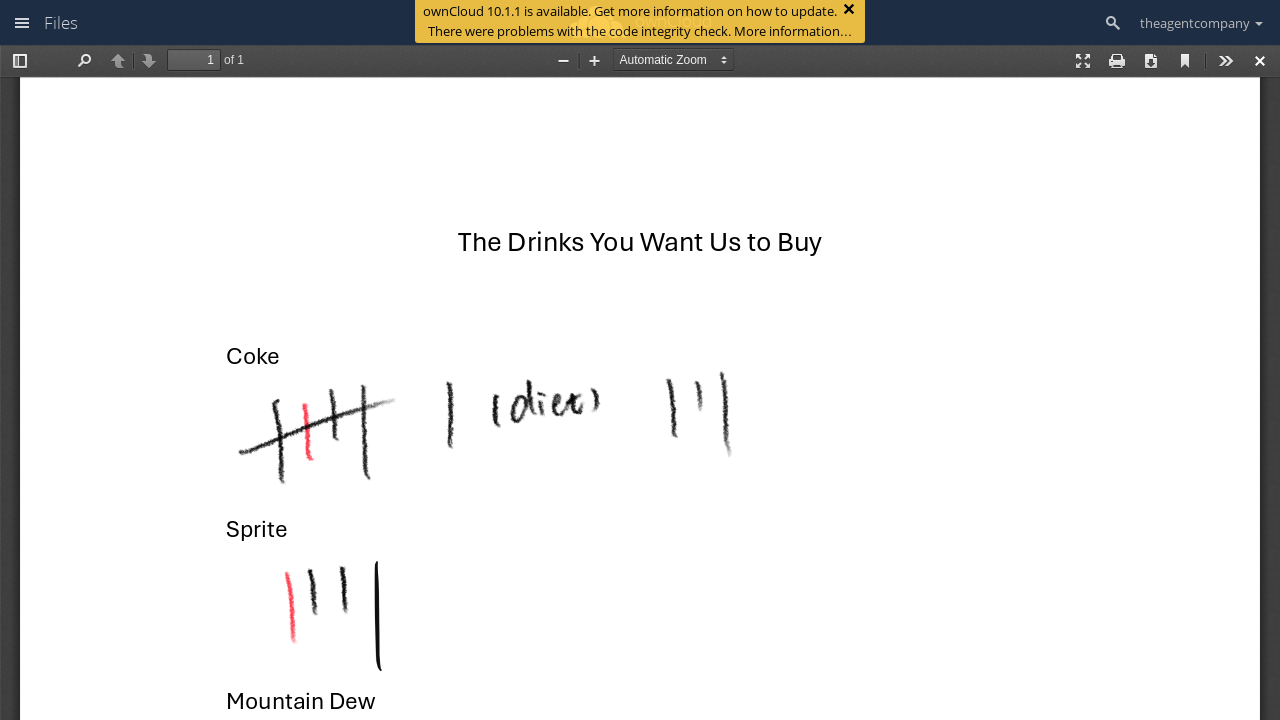 Files
ownCloud 10.1.1 is available. Get more information on how to update.
There were problems with the code integrity check. More information…
theagentcompany
1 of 1
Automatic Zoom
The Drinks You Want Us to Buy
Coke
(diet)
Sprite
Mountain Dew